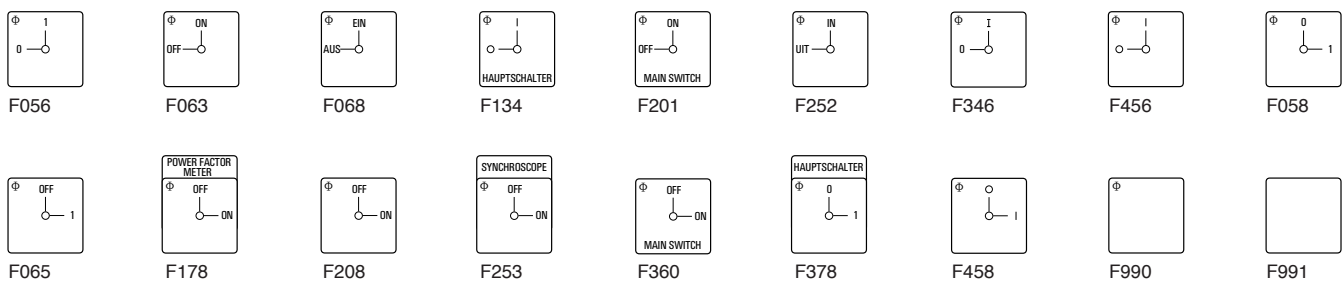 Φ 1
0
F056
Φ ON
OFF
F063
Φ EIN
AUS
F068
Φ I
O
HAUPTSCHALTER
F134
Φ ON
OFF
MAIN SWITCH
F201
Φ IN
UIT
F252
Φ I
0
F346
Φ I
O
F456
Φ 0
1
F058
Φ OFF
1
F065
POWER FACTOR
METER
Φ OFF
ON
F178
Φ OFF
ON
F208
SYNCHROSCOPE
Φ OFF
ON
F253
Φ OFF
ON
MAIN SWITCH
F360
HAUPTSCHALTER
Φ 0
1
F378
Φ O
I
F458
Φ
F990
F991